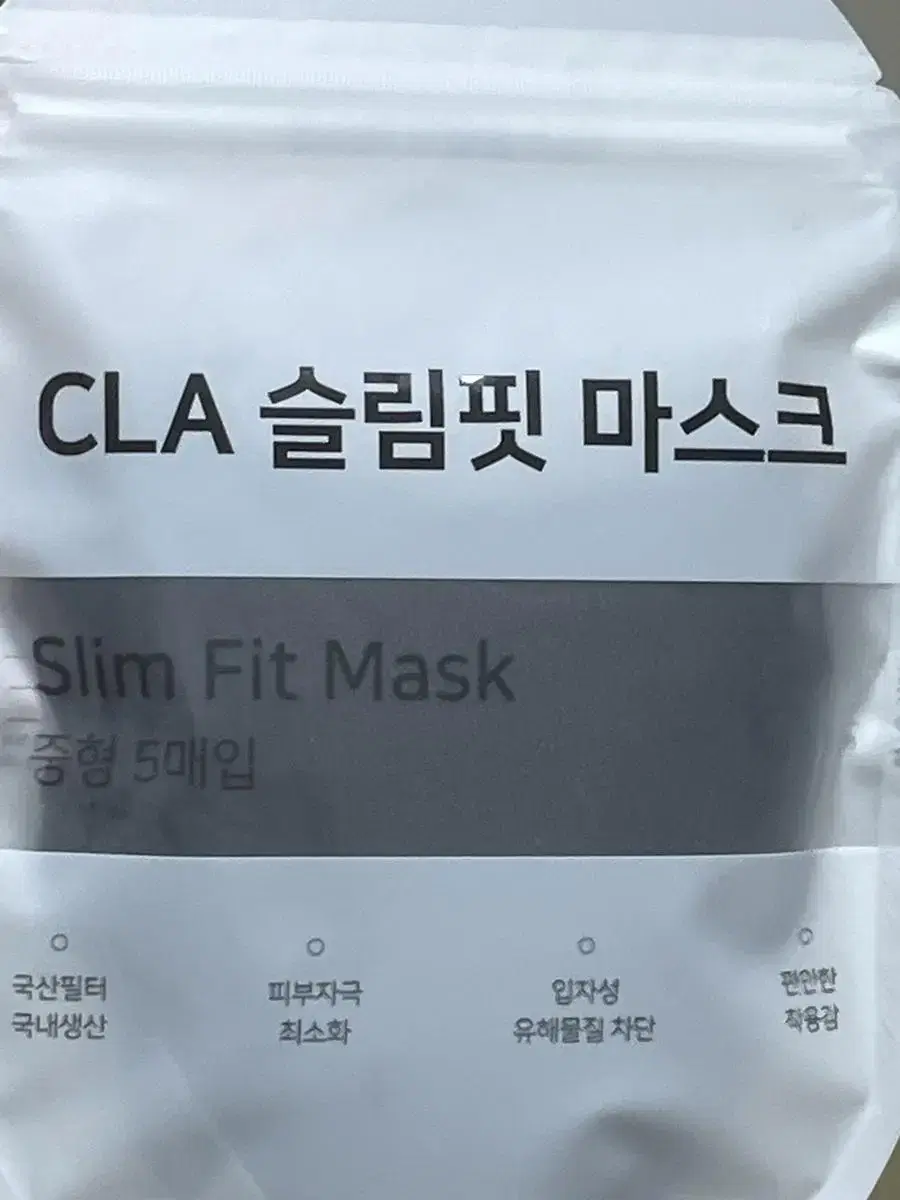 CLA 슬림핏 마스크
Slim Fit Mask
중형 5매입
국산필터
국내생산
피부자극
최소화
입자성
유해물질 차단
편안한
착용감